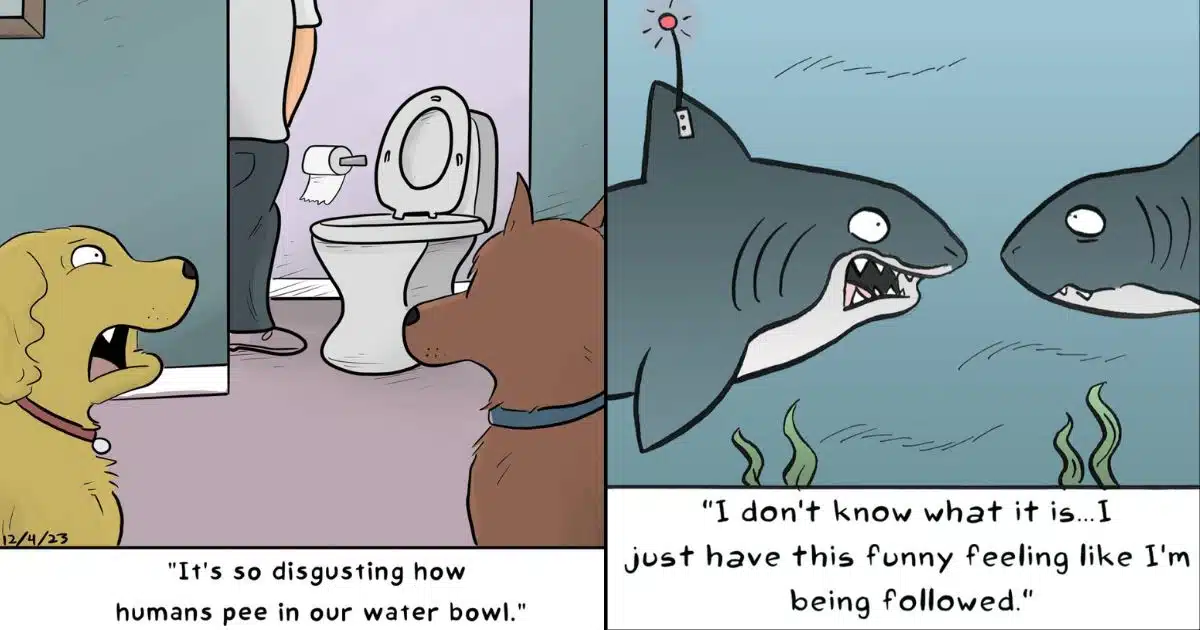 12/4/23
"It's so disgusting how
humans pee in our water bowl."
"I don't know what it is...I
just have this funny feeling like I'm
being followed."